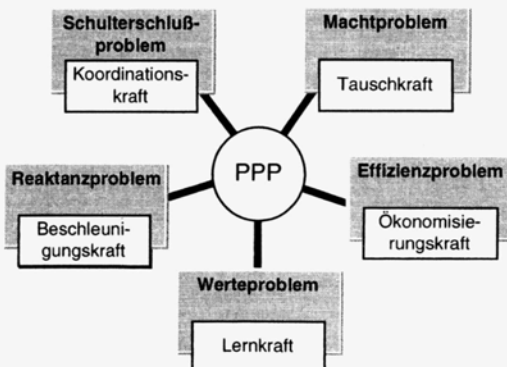 Schulterschluß-
problem
Koordinations-
kraft
Machtproblem
Tauschkraft
PPP
Reaktanzproblem
Beschleuni-
gungskraft
Effizienzproblem
Ökonomisie-
rungskraft
Werteproblem
Lernkraft